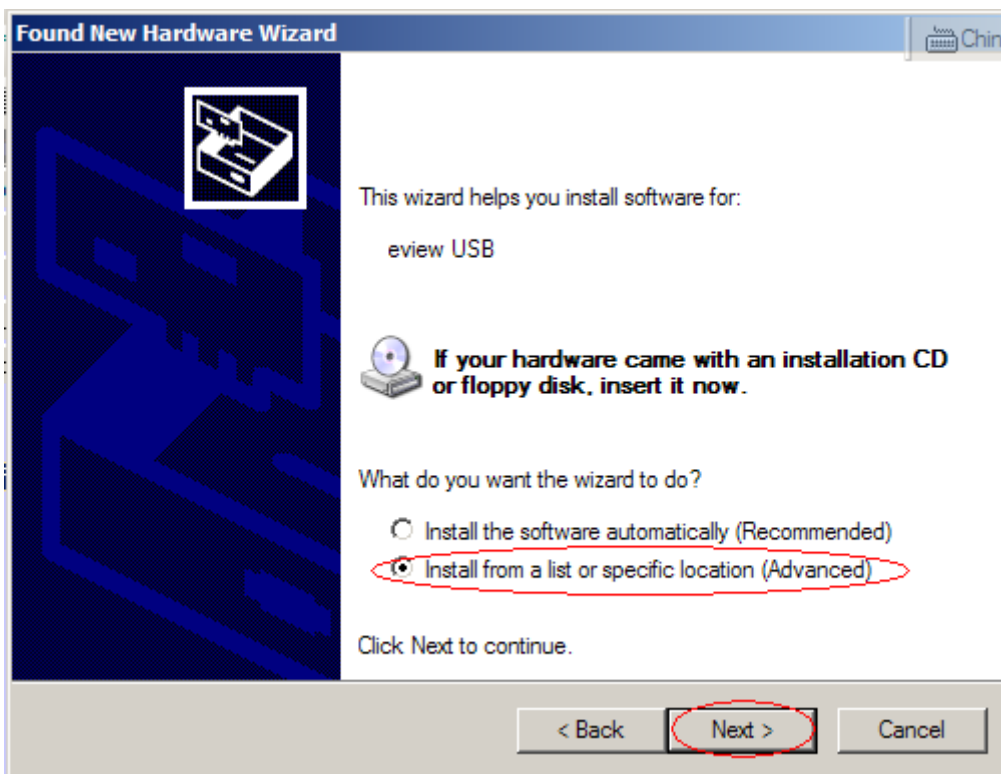 Found New Hardware Wizard
Chin
This wizard helps you install software for:
eview USB
If your hardware came with an installation CD
or floppy disk, insert it now.
What do you want the wizard to do?
Install the software automatically (Recommended)
Install from a list or specific location (Advanced)
Click Next to continue.
< Back
Next >
Cancel